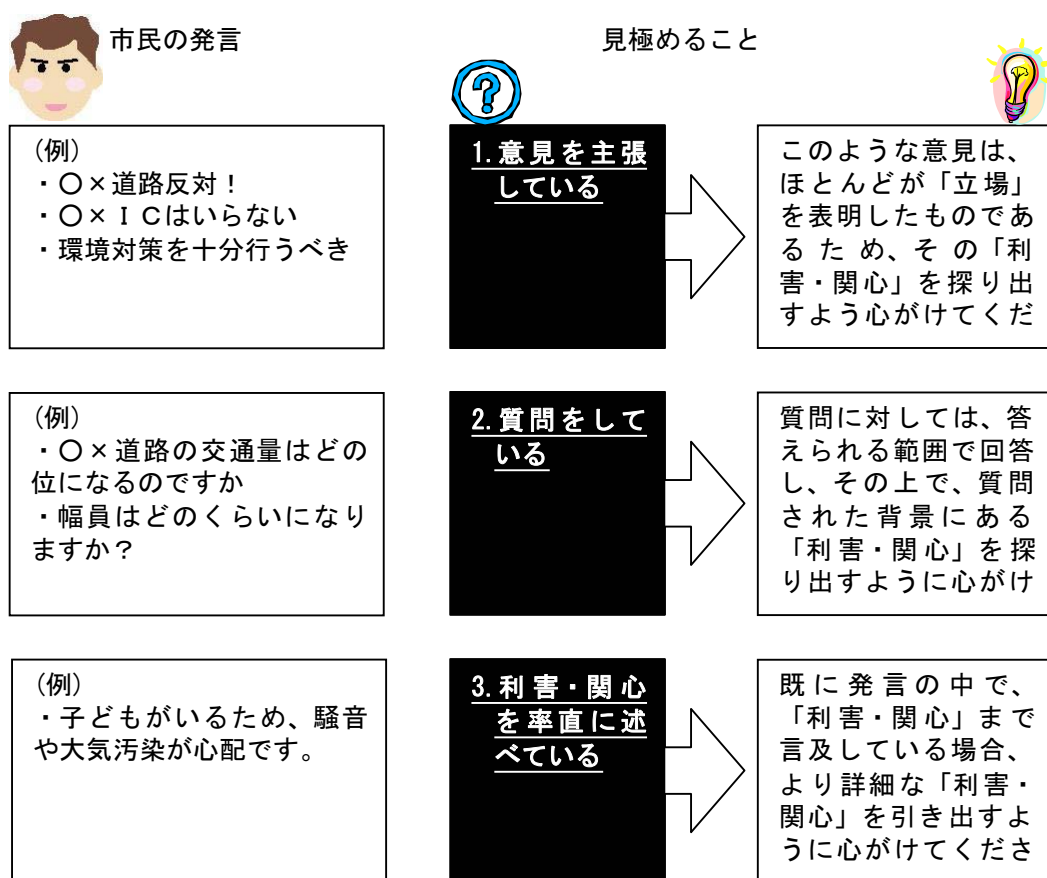 市民の発言
見極めること
?
(例)
・〇×道路反対！
・〇×ＩＣはいらない
・環境対策を十分行うべき
1.意見を主張
している
このような意見は、
ほとんどが「立場」
を表明したものであ
るため、その「利
害・関心」を探り出
すよう心がけてくだ
(例)
・〇×道路の交通量はどの
位になるのですか
・幅員はどのくらいになり
ますか？
2.質問をして
いる
質問に対しては、答
えられる範囲で回答
し、その上で、質問
された背景にある
「利害・関心」を探
り出すように心がけ
(例)
・子どもがいるため、騒音
や大気汚染が心配です。
3.利害・関心
を率直に述
べている
既に発言の中で、
「利害・関心」まで
言及している場合、
より詳細な「利害・
関心」を引き出すよ
うに心がけてくださ